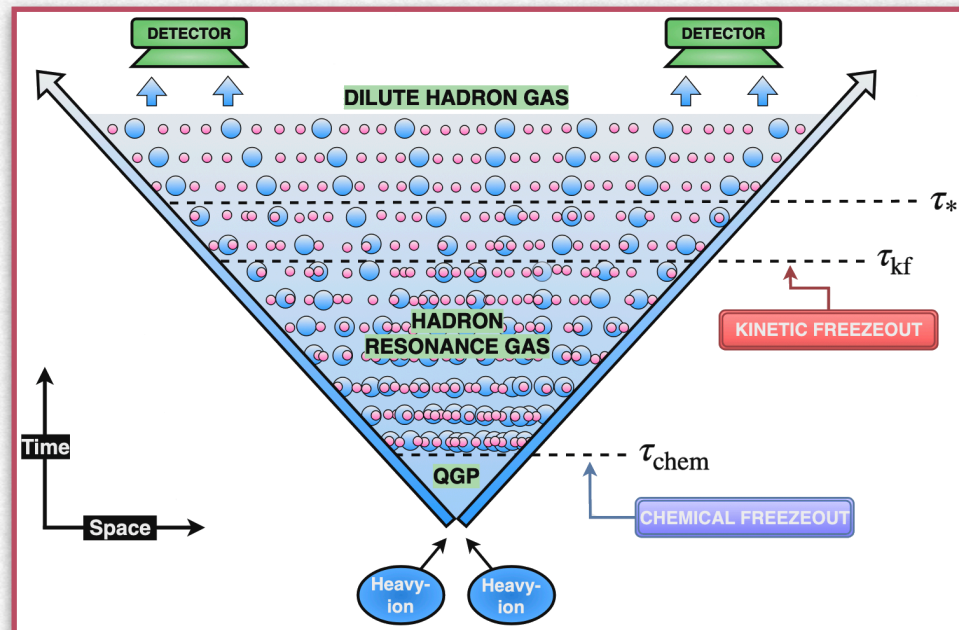 DETECTOR
DETECTOR
DILUTE HADRON GAS
τ*
τkf
KINETIC FREEZEOUT
HADRON
RESONANCE GAS
τchem
QGP
CHEMICAL FREEZEOUT
Time
Space
Heavy-
ion
Heavy-
ion